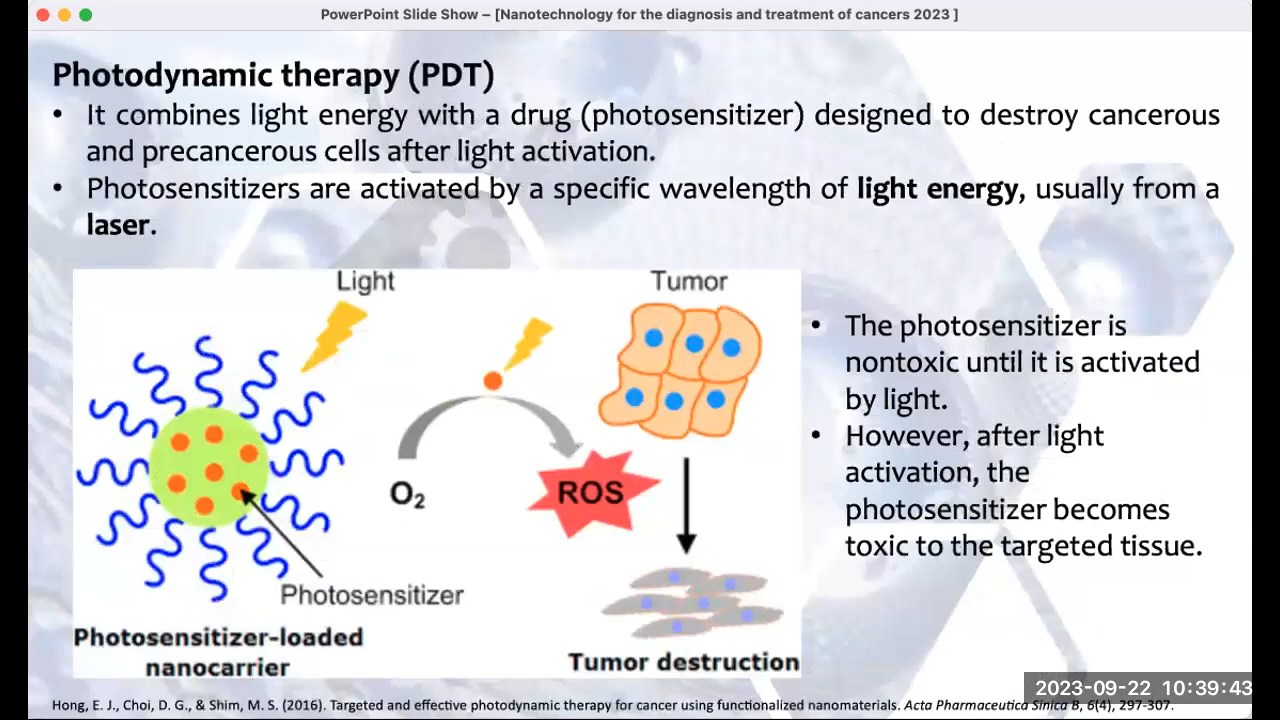 PowerPoint Slide Show – [Nanotechnology for the diagnosis and treatment of cancers 2023 ]
Photodynamic therapy (PDT)
• It combines light energy with a drug (photosensitizer) designed to destroy cancerous
and precancerous cells after light activation.
• Photosensitizers are activated by a specific wavelength of light energy, usually from a
laser.
Light
Tumor
O₂
ROS
Photosensitizer
Photosensitizer-loaded
nanocarrier
Tumor destruction
• The photosensitizer is
nontoxic until it is activated
by light.
• However, after light
activation, the
photosensitizer becomes
toxic to the targeted tissue.
2023-09-22 10:39:43
Hong, E. J., Choi, D. G., & Shim, M. S. (2016). Targeted and effective photodynamic therapy for cancer using functionalized nanomaterials. Acta Pharmaceutica Sinica B, 6(4), 297-307.